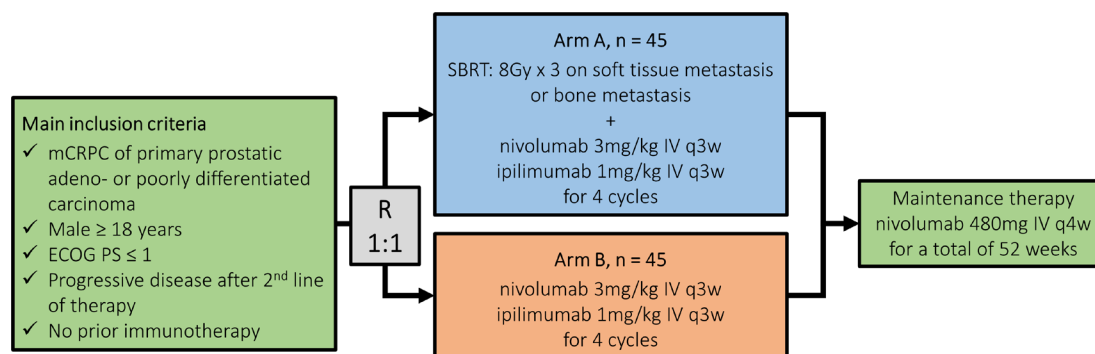 Main inclusion criteria
✓ mCRPC of primary prostatic
adeno- or poorly differentiated
carcinoma
✓ Male ≥ 18 years
✓ ECOG PS ≤ 1
✓ Progressive disease after 2nd line
of therapy
✓ No prior immunotherapy
R
1:1
Arm A, n = 45
SBRT: 8Gy x 3 on soft tissue metastasis
or bone metastasis
+
nivolumab 3mg/kg IV q3w
ipilimumab 1mg/kg IV q3w
for 4 cycles
Arm B, n = 45
nivolumab 3mg/kg IV q3w
ipilimumab 1mg/kg IV q3w
for 4 cycles
Maintenance therapy
nivolumab 480mg IV q4w
for a total of 52 weeks